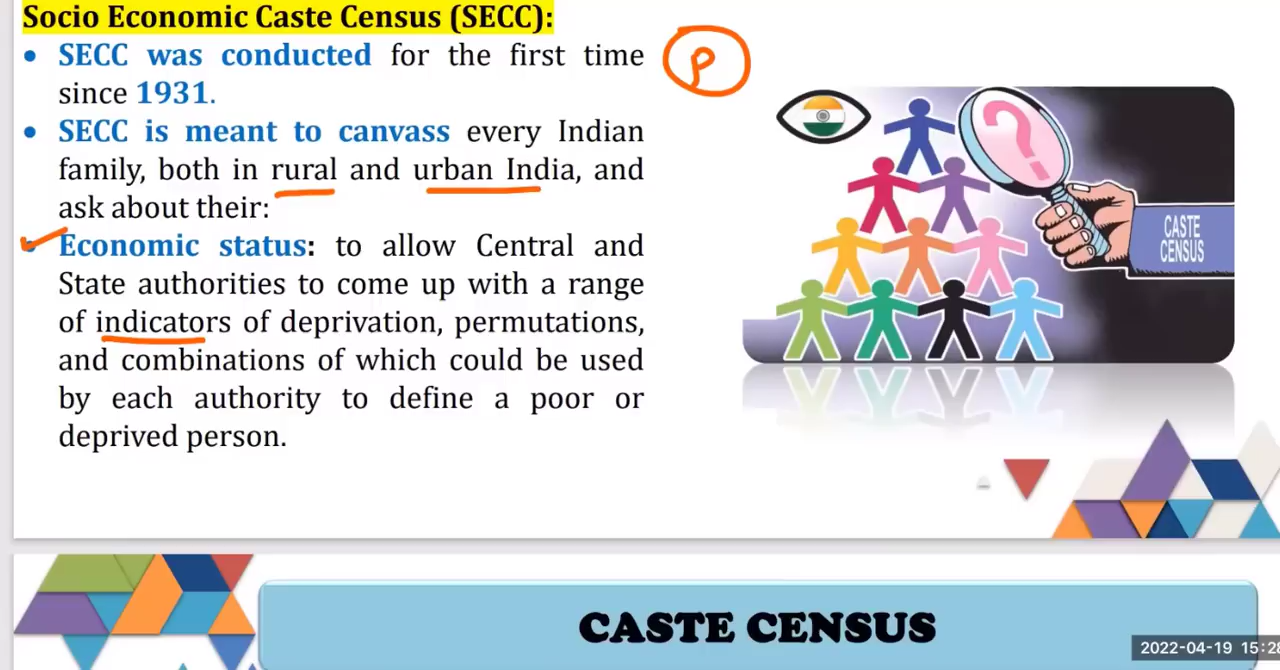 Socio Economic Caste Census (SECC):
• SECC was conducted for the first time
since 1931.
P
• SECC is meant to canvass every Indian
family, both in rural and urban India, and
ask about their:
• Economic status: to allow Central and
State authorities to come up with a range
of indicators of deprivation, permutations,
and combinations of which could be used
by each authority to define a poor or
deprived person.
?
CASTE
CENSUS
CASTE CENSUS
2022-04-19 15:28